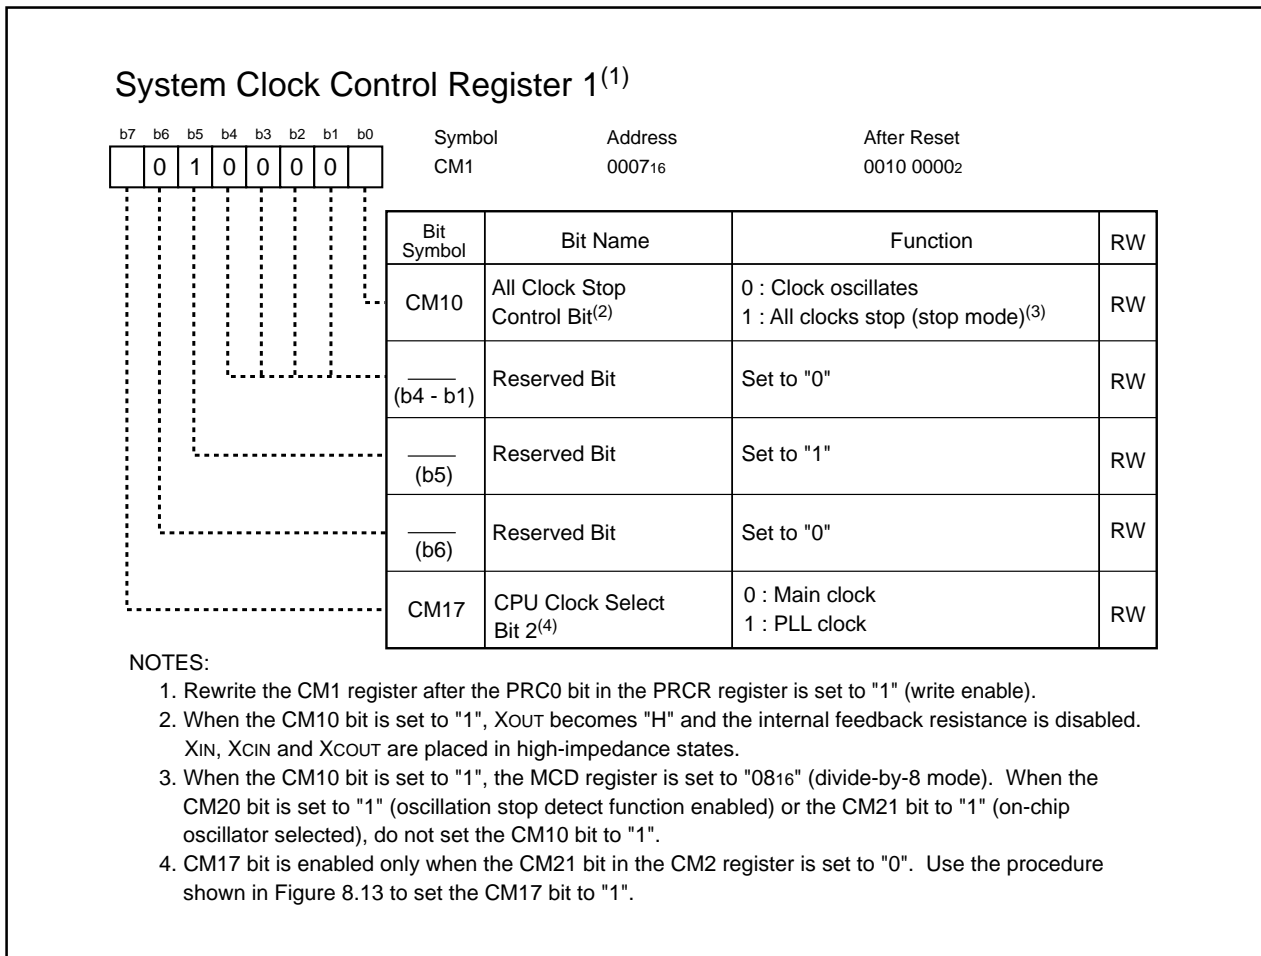 System Clock Control Register 1(1)
b7 b6 b5 b4 b3 b2 b1 b0
0 1 0 0 0 0
Symbol Address After Reset
CM1 000716 0010 00002
Bit Symbol Bit Name Function RW
CM10 All Clock Stop Control Bit(2) 0 : Clock oscillates RW
1 : All clocks stop (stop mode)(3)
(b4 - b1) Reserved Bit Set to "0" RW
(b5) Reserved Bit Set to "1" RW
(b6) Reserved Bit Set to "0" RW
CM17 CPU Clock Select Bit 2(4) 0 : Main clock RW
1 : PLL clock
NOTES:
1. Rewrite the CM1 register after the PRC0 bit in the PRCR register is set to "1" (write enable).
2. When the CM10 bit is set to "1", XOUT becomes "H" and the internal feedback resistance is disabled.
XIN, XCIN and XCOUT are placed in high-impedance states.
3. When the CM10 bit is set to "1", the MCD register is set to "0816" (divide-by-8 mode). When the
CM20 bit is set to "1" (oscillation stop detect function enabled) or the CM21 bit to "1" (on-chip
oscillator selected), do not set the CM10 bit to "1".
4. CM17 bit is enabled only when the CM21 bit in the CM2 register is set to "0". Use the procedure
shown in Figure 8.13 to set the CM17 bit to "1".